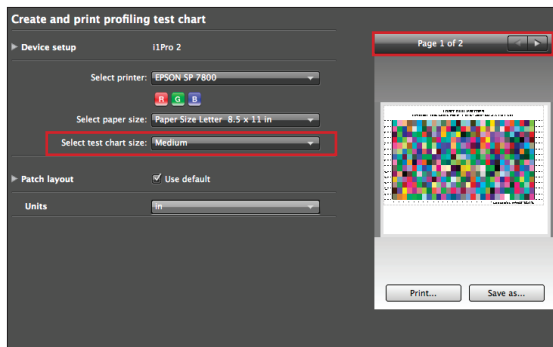 Create and print profiling test chart
Device setup i1Pro 2
Select printer: EPSON SP 7800
R G B
Select paper size: Paper Size Letter 8.5 x 11 in
Select test chart size: Medium
Patch layout Use default
Units in
Page 1 of 2
Print... Save as...